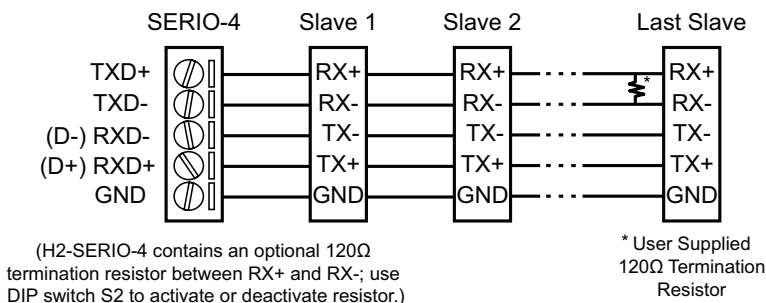 SERIO-4 Slave 1 Slave 2 Last Slave
TXD+ RX+ RX+ RX+
*
TXD- RX- RX- RX-
(D-) RXD- TX- TX- TX-
(D+) RXD+ TX+ TX+ TX+
GND GND GND GND
(H2-SERIO-4 contains an optional 120Ω
termination resistor between RX+ and RX-; use
DIP switch S2 to activate or deactivate resistor.)
* User Supplied
120Ω Termination
Resistor